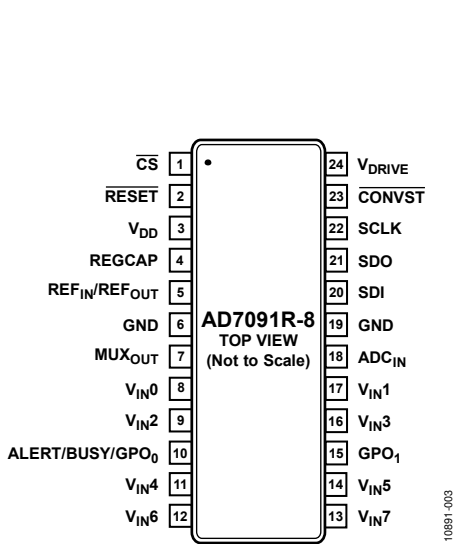 CS 1
RESET 2
VDD 3
REGCAP 4
REFIN/REFOUT 5
GND 6
MUXOUT 7
VIN0 8
VIN2 9
ALERT/BUSY/GPO0 10
VIN4 11
VIN6 12
AD7091R-8
TOP VIEW
(Not to Scale)
24 VDRIVE
23 CONVST
22 SCLK
21 SDO
20 SDI
19 GND
18 ADCIN
17 VIN1
16 VIN3
15 GPO1
14 VIN5
13 VIN7
10891-003